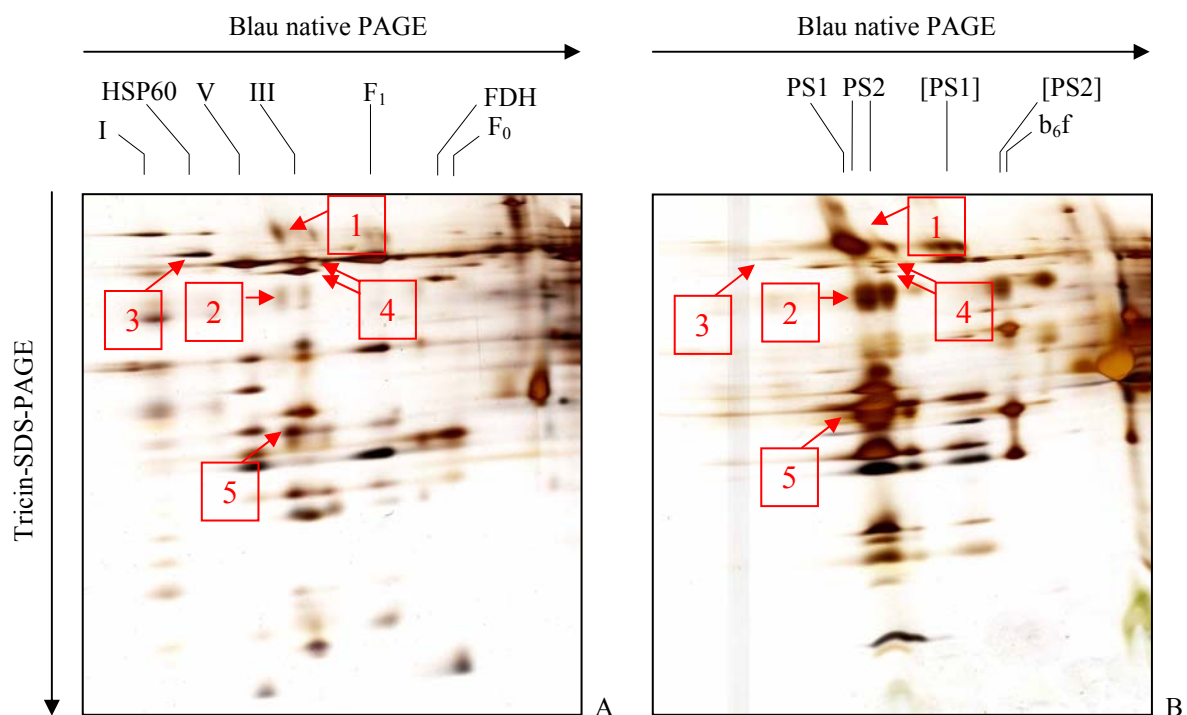 Blau native PAGE
HSP60 V III F₁ FDH
I F₀
1
2
3
4
5
Tricin-SDS-PAGE
A
Blau native PAGE
PS1 PS2 [PS1] [PS2]
b₆f
1
2
3
4
5
B